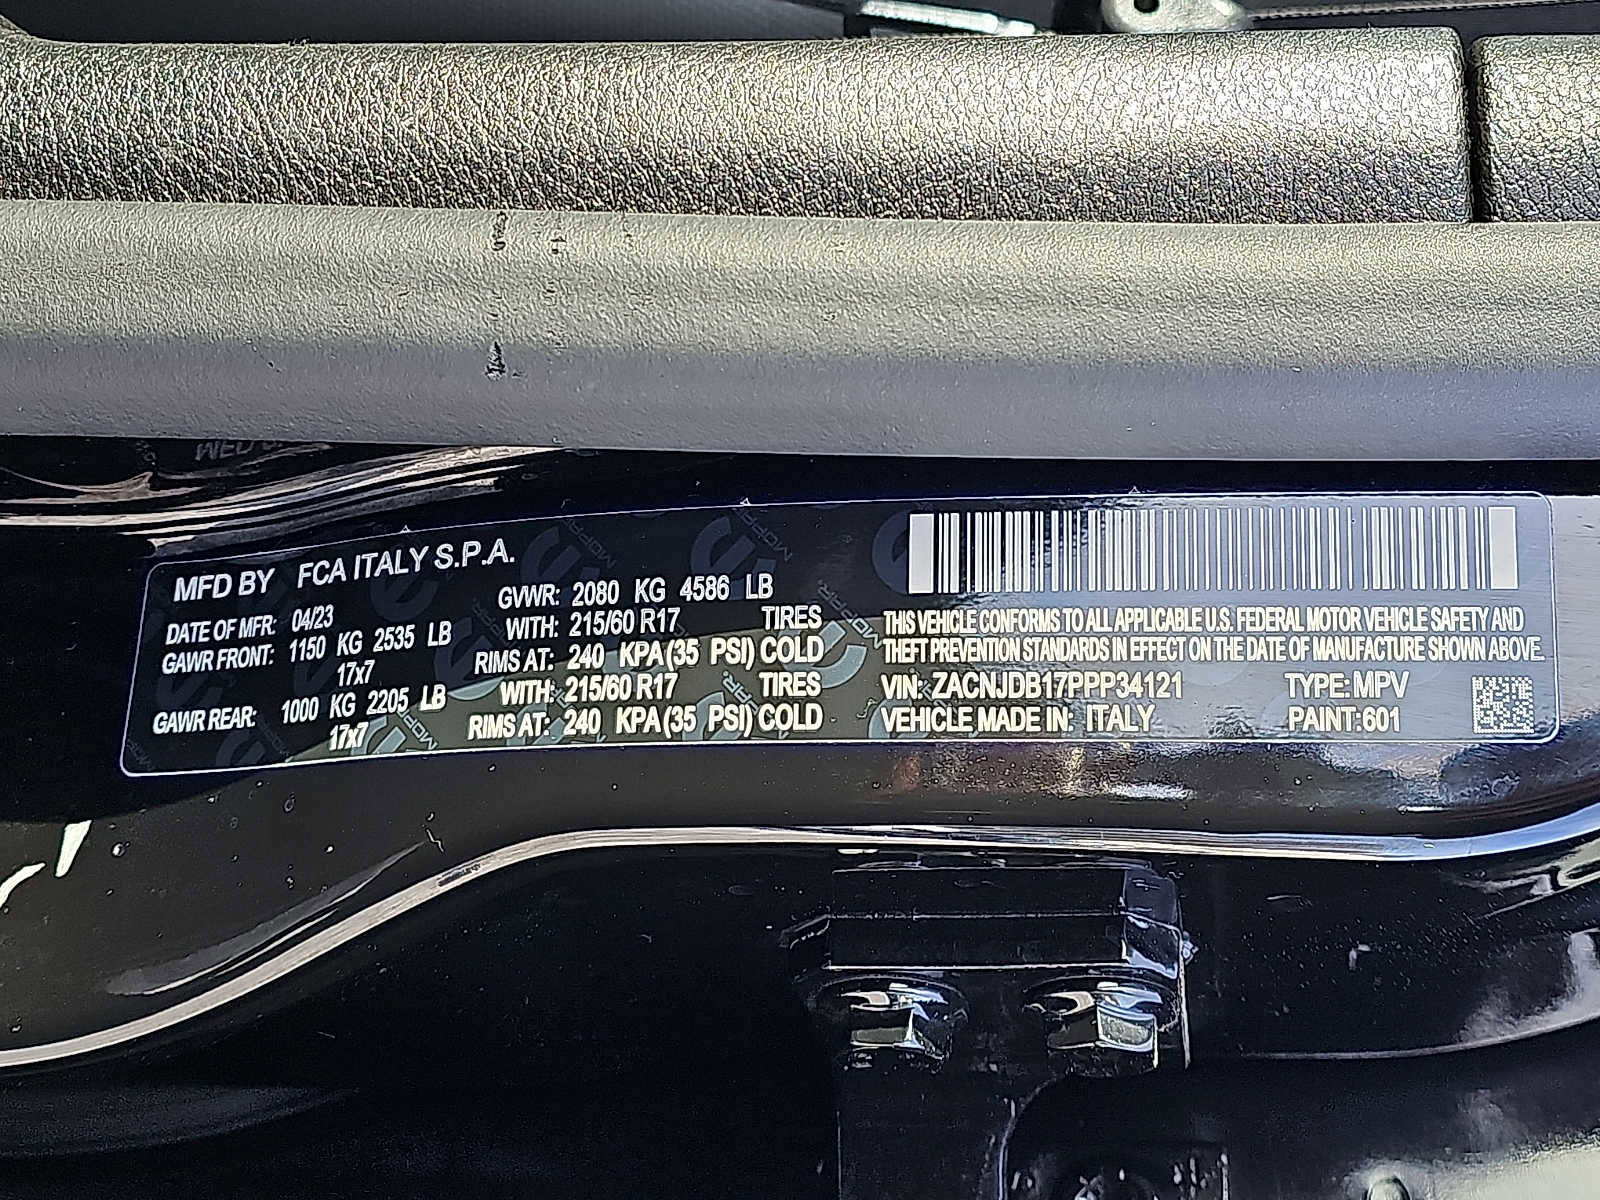 MFD BY FCA ITALY S.P.A.
DATE OF MFR: 04/23 GVWR: 2080 KG 4586 LB
GAWR FRONT: 1150 KG 2535 LB WITH: 215/60 R17 TIRES
17x7 RIMS AT: 240 KPA (35 PSI) COLD
GAWR REAR: 1000 KG 2205 LB WITH: 215/60 R17 TIRES
17x7 RIMS AT: 240 KPA (35 PSI) COLD
THIS VEHICLE CONFORMS TO ALL APPLICABLE U.S. FEDERAL MOTOR VEHICLE SAFETY AND
THEFT PREVENTION STANDARDS IN EFFECT ON THE DATE OF MANUFACTURE SHOWN ABOVE.
VIN: ZACNJDB17PPP34121 TYPE: MPV
VEHICLE MADE IN: ITALY PAINT: 601
MOPAR
MOPAR
MOPAR
MOPAR